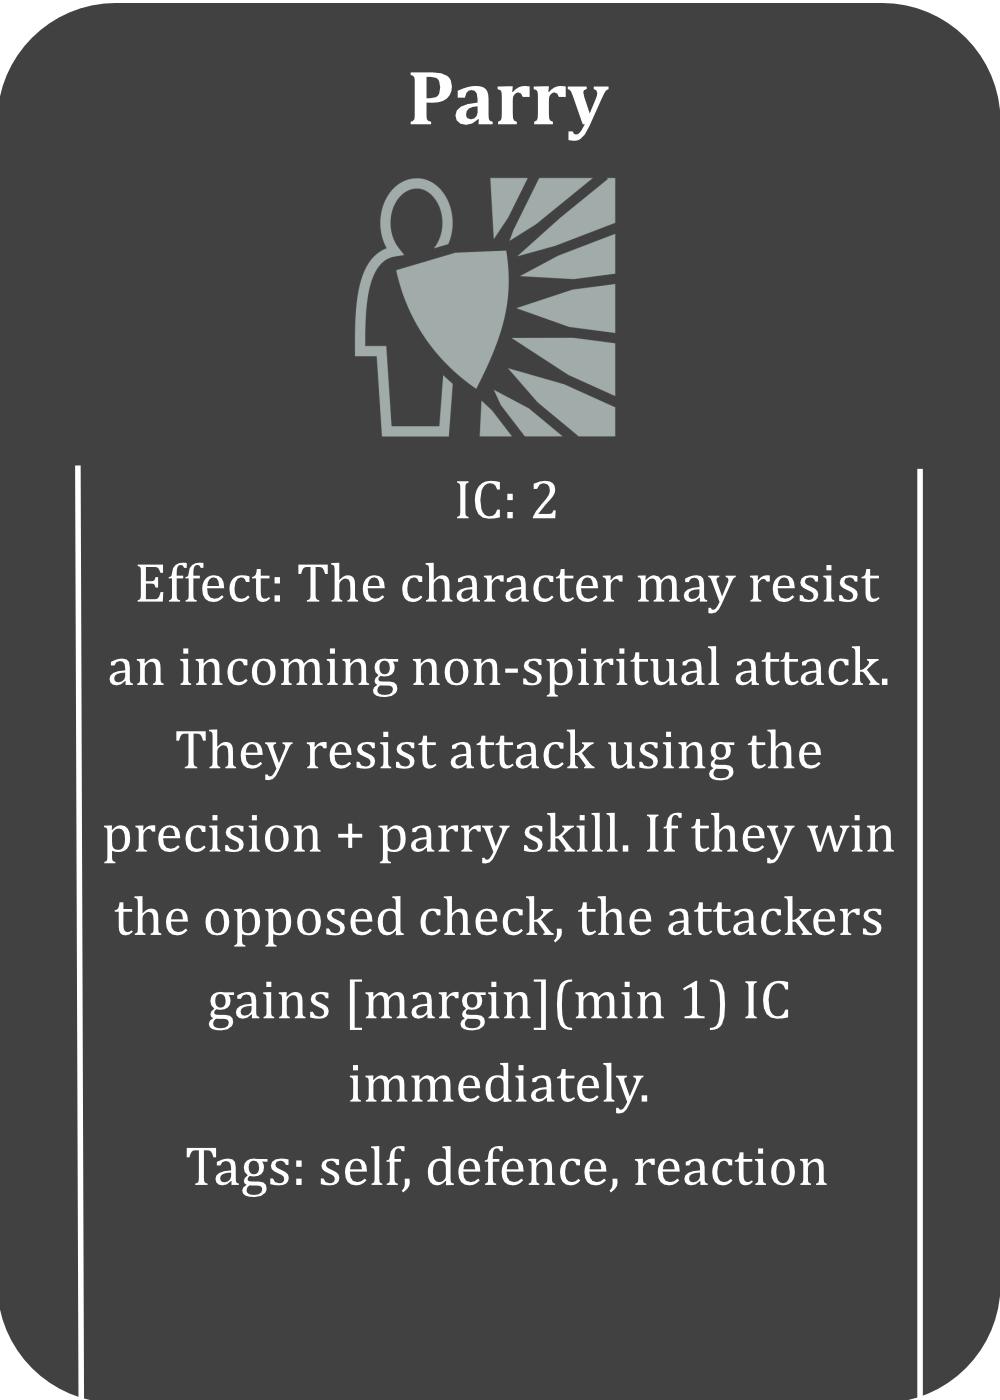 Parry
IC: 2
Effect: The character may resist
an incoming non-spiritual attack.
They resist attack using the
precision + parry skill. If they win
the opposed check, the attackers
gains [margin](min 1) IC
immediately.
Tags: self, defence, reaction